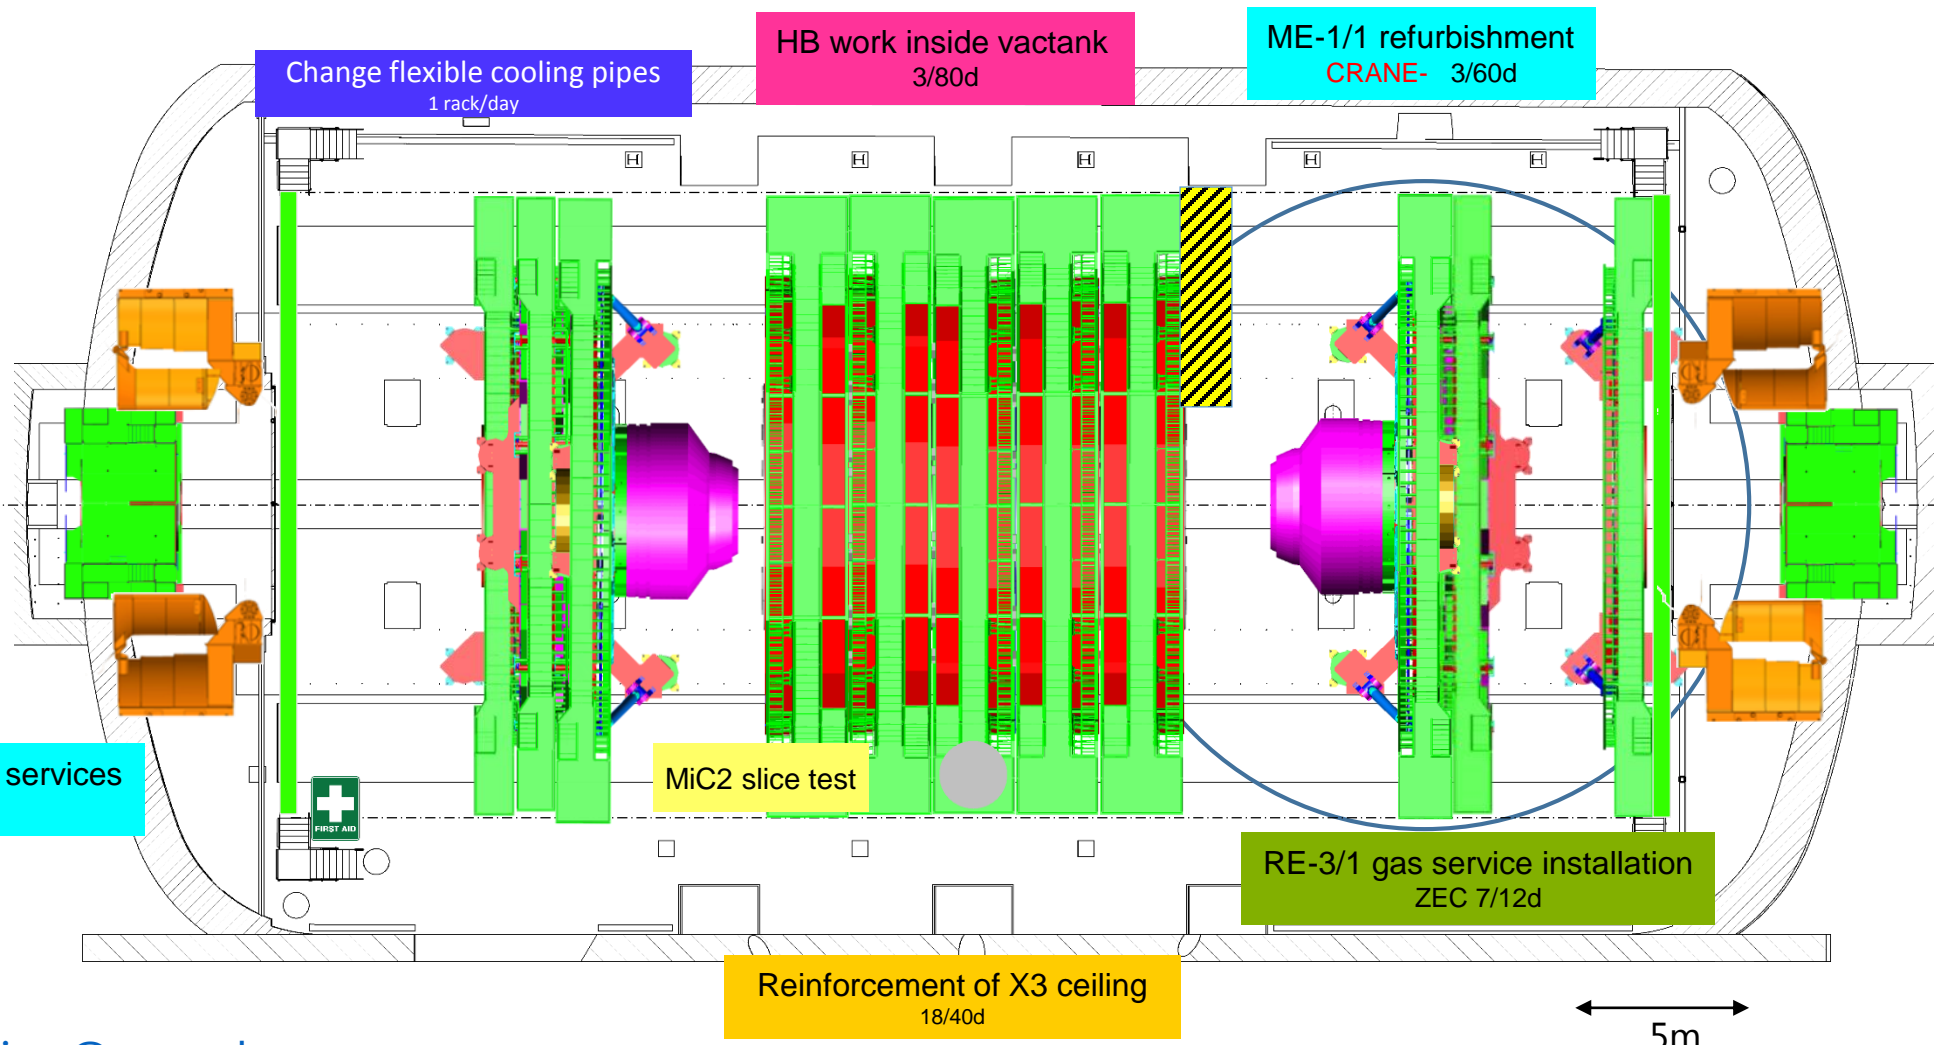 HB work inside vactank
3/80d
ME-1/1 refurbishment
CRANE- 3/60d
Change flexible cooling pipes
1 rack/day
H
H
H
H
H
services
MiC2 slice test
FIRST AID
RE-3/1 gas service installation
ZEC 7/12d
Reinforcement of X3 ceiling
18/40d
5m